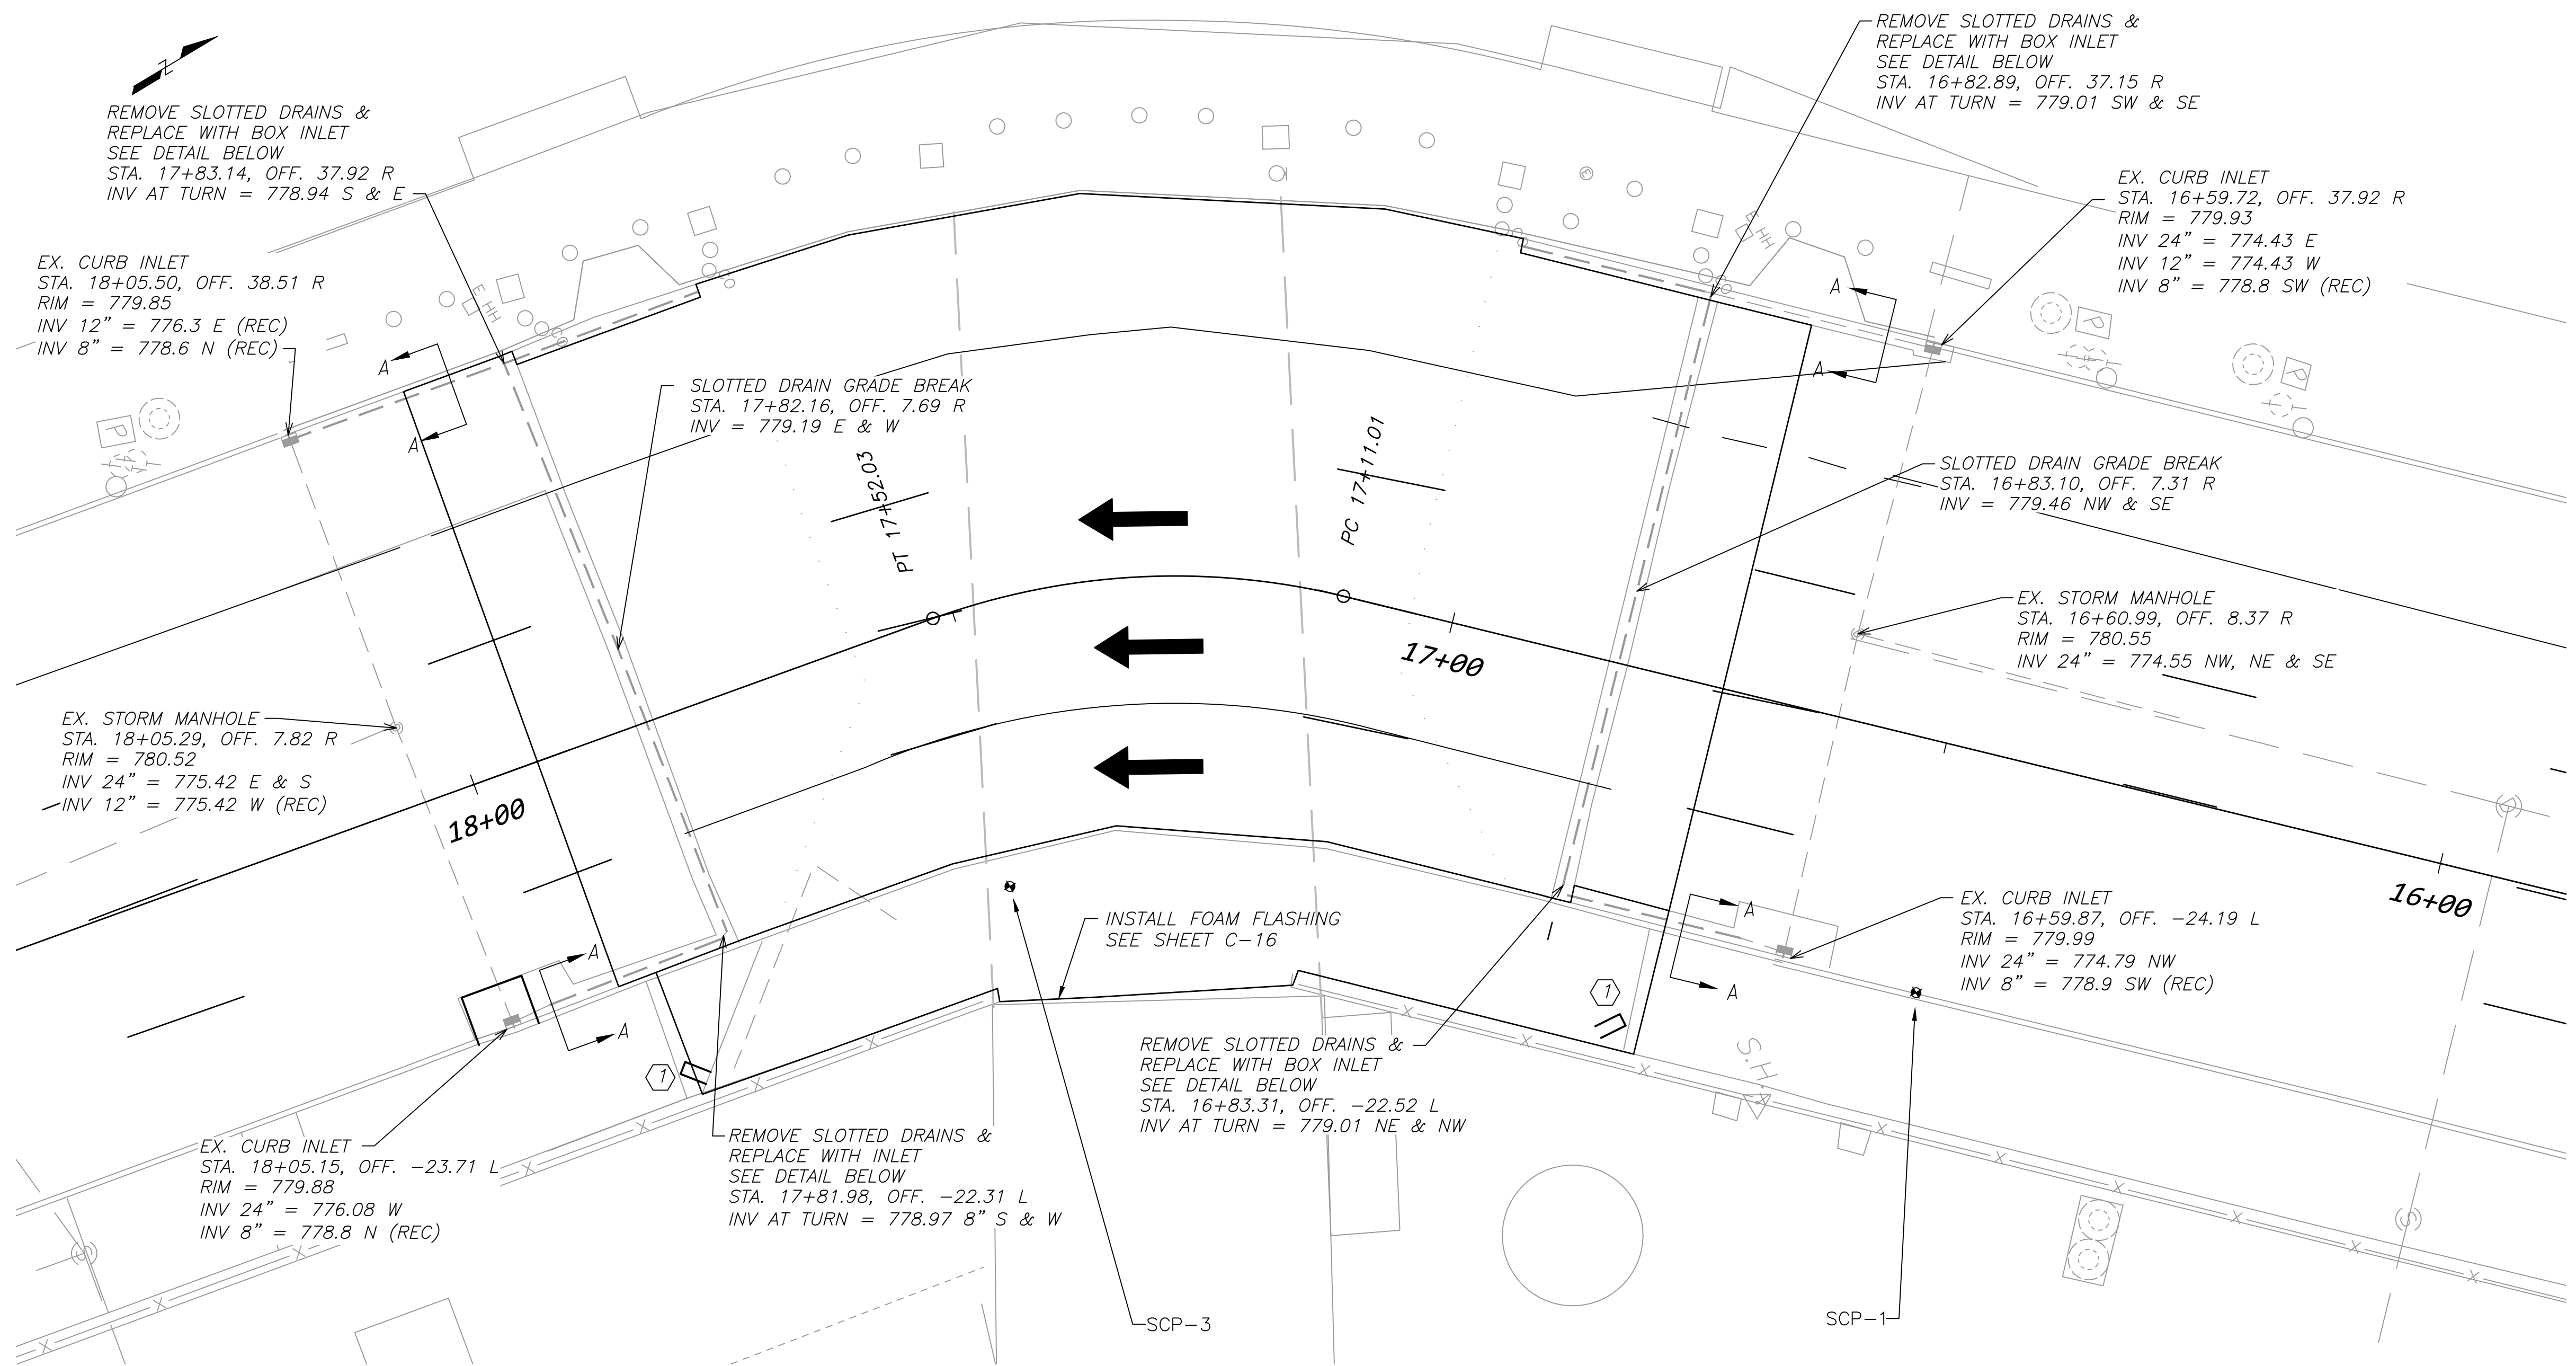 REMOVE SLOTTED DRAINS &
REPLACE WITH BOX INLET
SEE DETAIL BELOW
STA. 16+82.89, OFF. 37.15 R
INV AT TURN = 779.01 SW & SE
N
REMOVE SLOTTED DRAINS &
REPLACE WITH BOX INLET
SEE DETAIL BELOW
STA. 17+83.14, OFF. 37.92 R
INV AT TURN = 778.94 S & E
EX. CURB INLET
STA. 16+59.72, OFF. 37.92 R
RIM = 779.93
INV 24" = 774.43 E
INV 12" = 774.43 W
INV 8" = 778.8 SW (REC)
EX. CURB INLET
STA. 18+05.50, OFF. 38.51 R
RIM = 779.85
INV 12" = 776.3 E (REC)
INV 8" = 778.6 N (REC)
E
E HH
E HH
CO
CO
CO
A
A
A
A
P
P
P
SLOTTED DRAIN GRADE BREAK
STA. 17+82.16, OFF. 7.69 R
INV = 779.19 E & W
PT 17+52.03
PC 17+11.01
SLOTTED DRAIN GRADE BREAK
STA. 16+83.10, OFF. 7.31 R
INV = 779.46 NW & SE
EX. STORM MANHOLE
STA. 16+60.99, OFF. 8.37 R
RIM = 780.55
INV 24" = 774.55 NW, NE & SE
17+00
EX. STORM MANHOLE
STA. 18+05.29, OFF. 7.82 R
RIM = 780.52
INV 24" = 775.42 E & S
INV 12" = 775.42 W (REC)
18+00
16+00
EX. CURB INLET
STA. 16+59.87, OFF. -24.19 L
RIM = 779.99
INV 24" = 774.79 NW
INV 8" = 778.9 SW (REC)
INSTALL FOAM FLASHING
SEE SHEET C-16
A
A
A
A
1
1
S.H.
REMOVE SLOTTED DRAINS &
REPLACE WITH BOX INLET
SEE DETAIL BELOW
STA. 16+83.31, OFF. -22.52 L
INV AT TURN = 779.01 NE & NW
REMOVE SLOTTED DRAINS &
REPLACE WITH INLET
SEE DETAIL BELOW
STA. 17+81.98, OFF. -22.31 L
INV AT TURN = 778.97 8" S & W
EX. CURB INLET
STA. 18+05.15, OFF. -23.71 L
RIM = 779.88
INV 24" = 776.08 W
INV 8" = 778.8 N (REC)
S
SCP-3
SCP-1